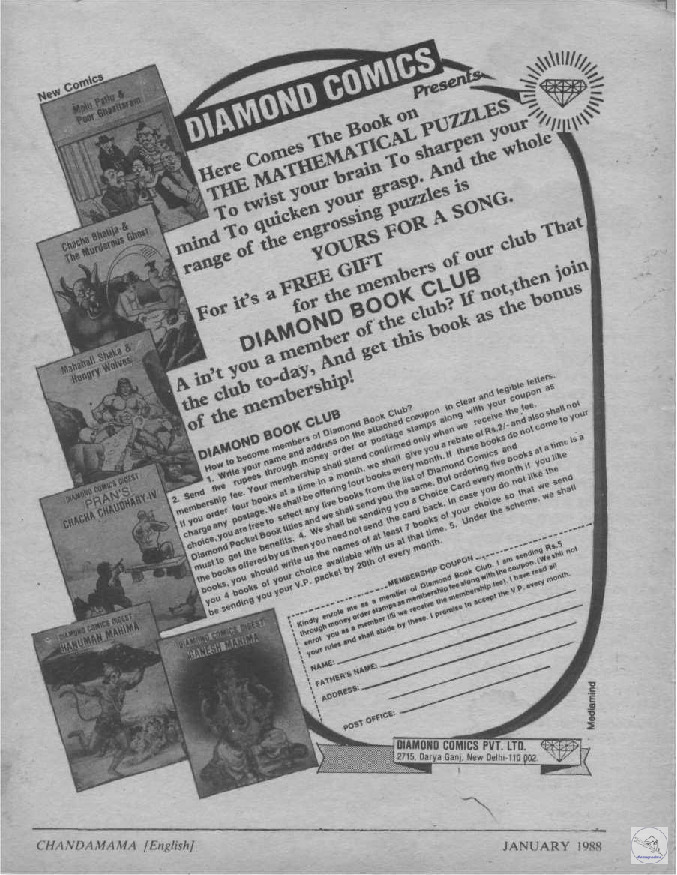 New Comics
Motu Patlu &
Poor Ghasitaram
Chacha Bhatija &
The Murderous Ghost
Mahabali Shaka &
Hungry Wolves
DIAMOND COMICS DIGEST
PRAN'S
CHACHA CHAUDHARY-IV
DIAMOND COMICS DIGEST
HANUMAN MAHIMA
DIAMOND COMICS DIGEST
GANESH MAHIMA
DIAMOND COMICS
Presents
Here Comes The Book on
THE MATHEMATICAL PUZZLES
To twist your brain To sharpen your
mind To quicken your grasp. And the whole
range of the engrossing puzzles is
YOURS FOR A SONG.
For it's a FREE GIFT
for the members of our club That
DIAMOND BOOK CLUB
A in't you a member of the club? If not,then join
the club to-day, And get this book as the bonus
of the membership!
DIAMOND BOOK CLUB
How to become members of Diamond Book Club?
1. Write your name and address on the attached coupon in clear and legible letters.
2. Send five rupees through money order or postage stamps along with your coupon as
membership fee. Your membership shall stand confirmed only when we receive the fee.
If you order four books at a time in a month, we shall give you a rebate of Rs.2/- and also shall not
charge any postage. We shall be offering four books every month. If these books do not come to your
choice, you are free to select any five books from the list of Diamond Comics and
Diamond Pocket Book titles and we shall send you the same. But ordering five books at a time is a
must to get the benefits. 4. We shall be sending you a Choice Card every month if you like
the books offered by us then you need not send the card back. In case you do not like the
books, you should write us the names of at least 7 books of your choice so that we send
you 4 books of your choice available with us at that time. 5. Under the scheme, we shall
be sending you your V.P. packet by 20th of every month.
MEMBERSHIP COUPON
Kindly enrole me as a member of Diamond Book Club. I am sending Rs.5
through money order stamps as membership fee along with the coupon. (We shall not
enrol you as a member till we receive the membership fee). I have read all
your rules and shall abide by these. I promise to accept the V.P. every month.
NAME:
FATHER'S NAME:
ADDRESS:
POST OFFICE:
Mediamind
DIAMOND COMICS PVT. LTD.
2715, Darya Ganj, New Delhi-110 002.
CHANDAMAMA [English]
JANUARY 1988